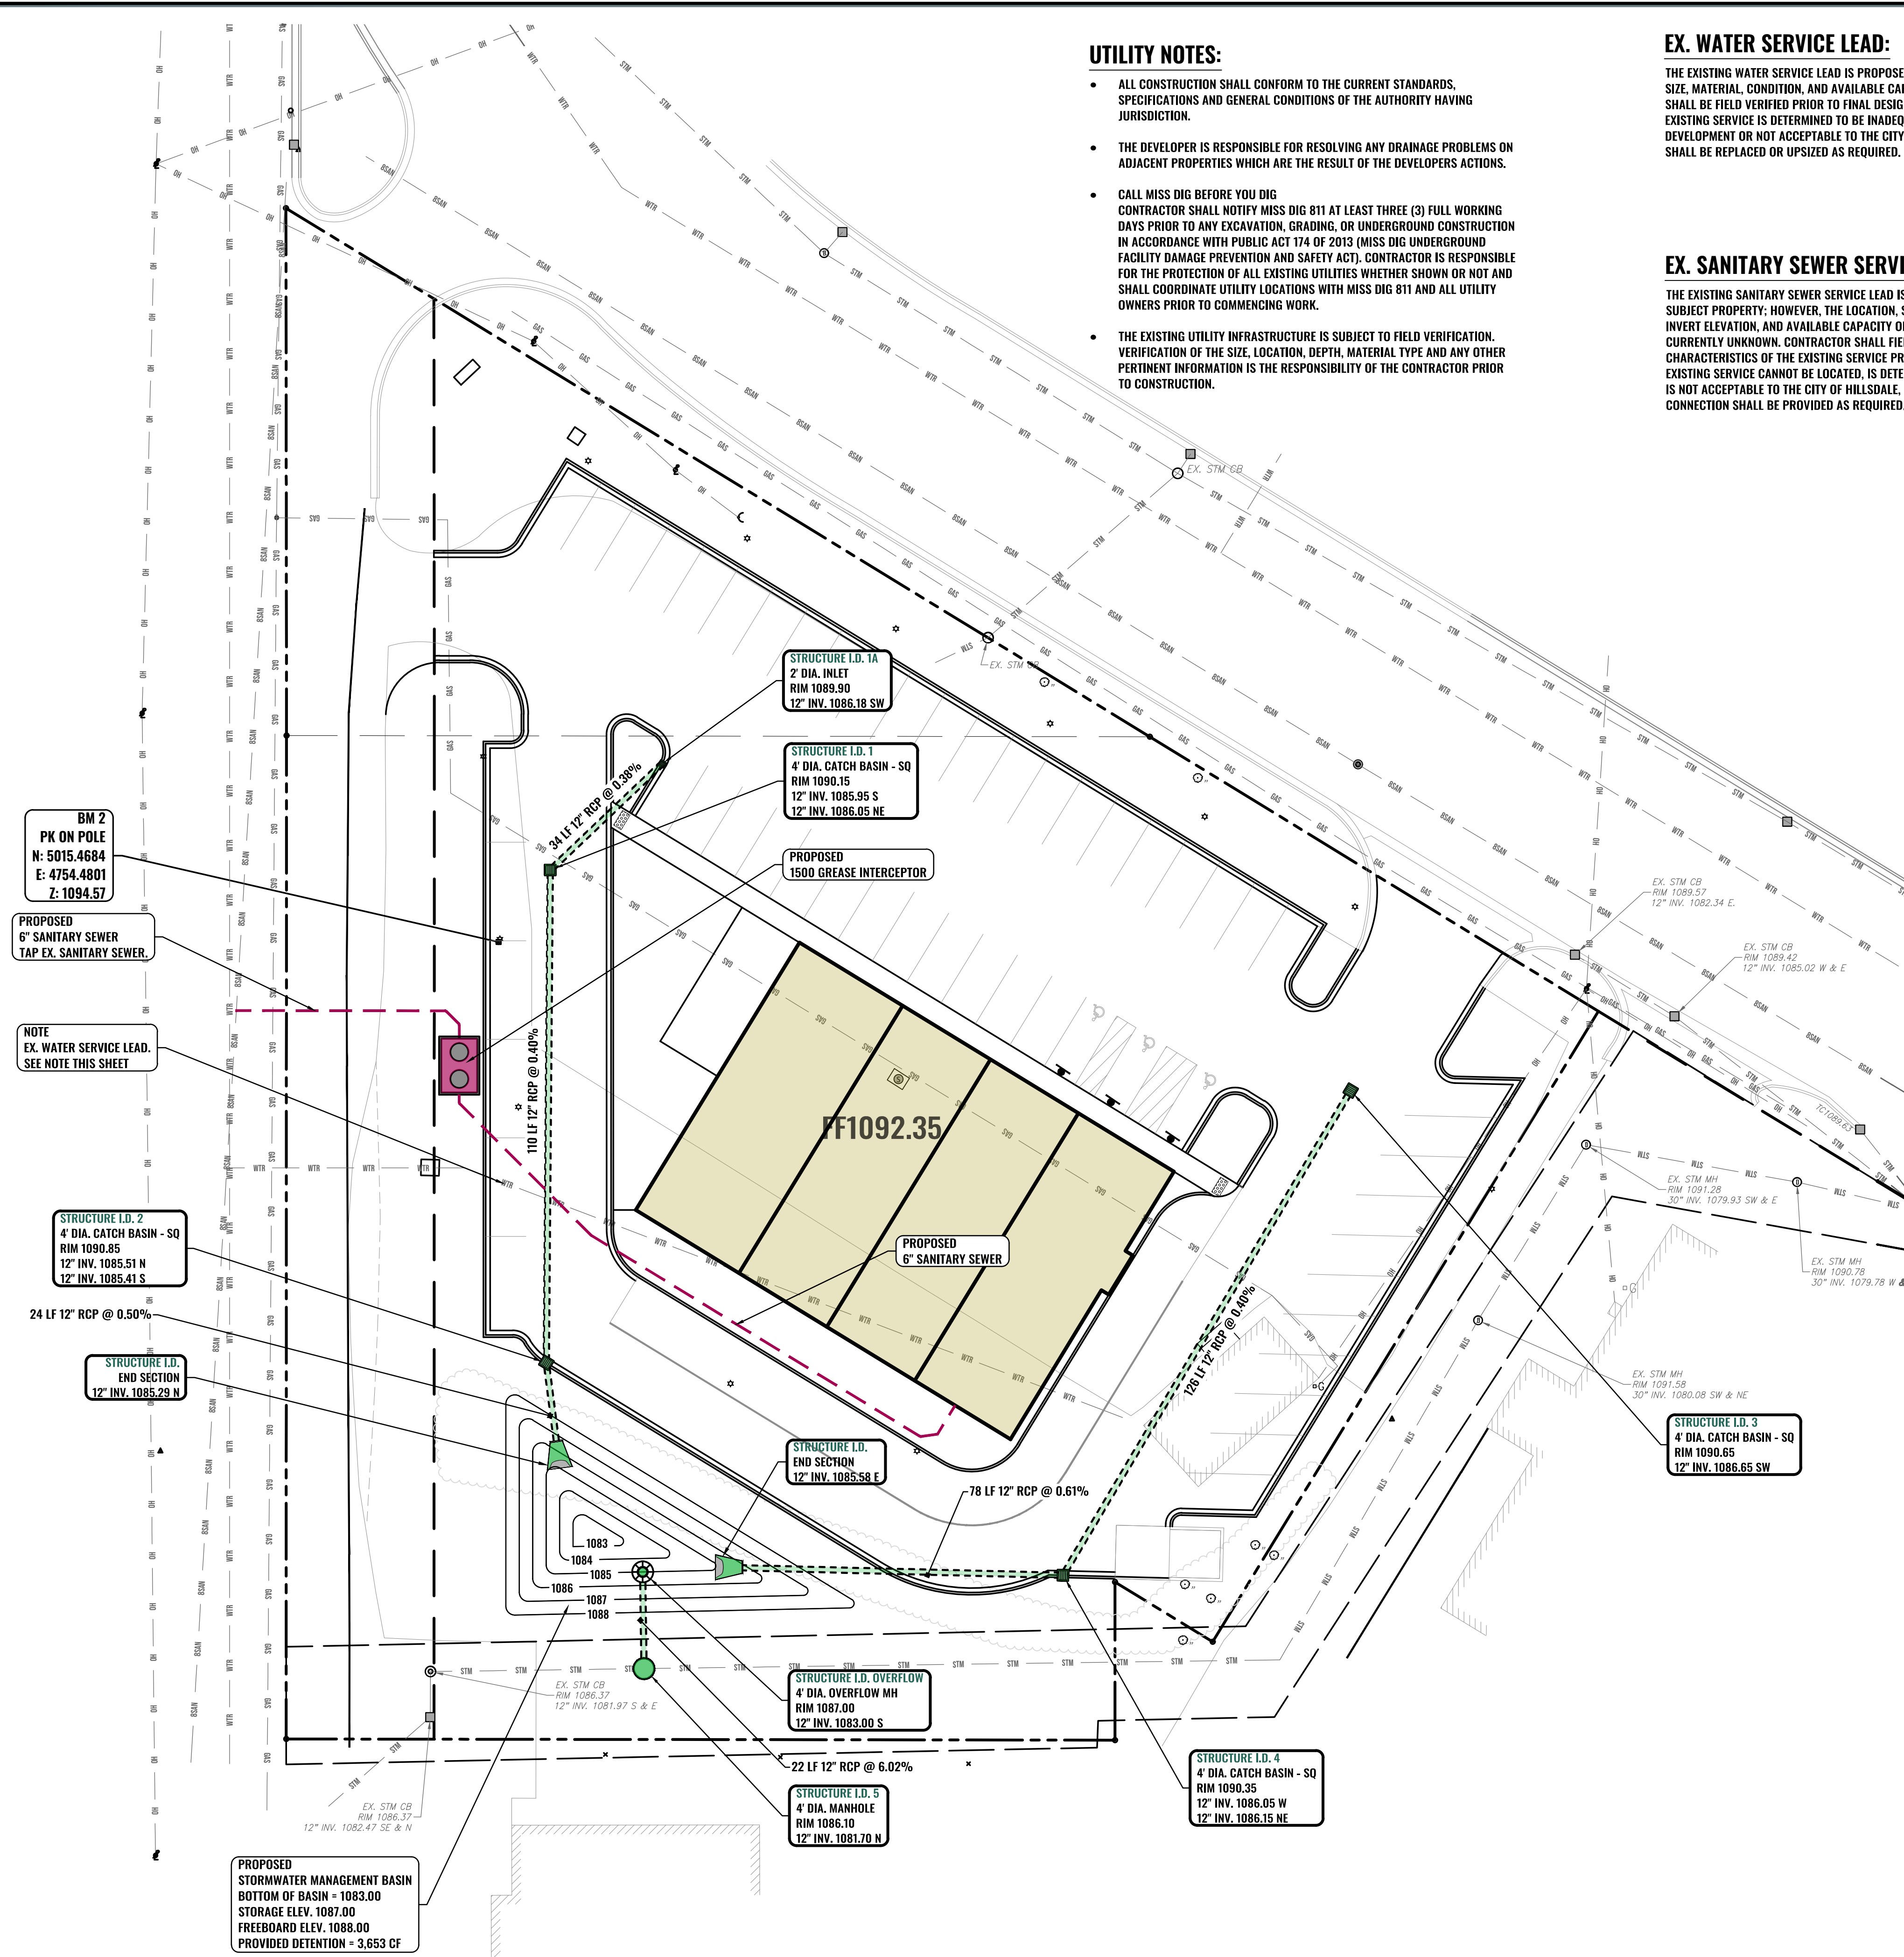 UTILITY NOTES:
• ALL CONSTRUCTION SHALL CONFORM TO THE CURRENT STANDARDS,
SPECIFICATIONS AND GENERAL CONDITIONS OF THE AUTHORITY HAVING
JURISDICTION.
• THE DEVELOPER IS RESPONSIBLE FOR RESOLVING ANY DRAINAGE PROBLEMS ON
ADJACENT PROPERTIES WHICH ARE THE RESULT OF THE DEVELOPERS ACTIONS.
• CALL MISS DIG BEFORE YOU DIG
CONTRACTOR SHALL NOTIFY MISS DIG 811 AT LEAST THREE (3) FULL WORKING
DAYS PRIOR TO ANY EXCAVATION, GRADING, OR UNDERGROUND CONSTRUCTION
IN ACCORDANCE WITH PUBLIC ACT 174 OF 2013 (MISS DIG UNDERGROUND
FACILITY DAMAGE PREVENTION AND SAFETY ACT). CONTRACTOR IS RESPONSIBLE
FOR THE PROTECTION OF ALL EXISTING UTILITIES WHETHER SHOWN OR NOT AND
SHALL COORDINATE UTILITY LOCATIONS WITH MISS DIG 811 AND ALL UTILITY
OWNERS PRIOR TO COMMENCING WORK.
• THE EXISTING UTILITY INFRASTRUCTURE IS SUBJECT TO FIELD VERIFICATION.
VERIFICATION OF THE SIZE, LOCATION, DEPTH, MATERIAL TYPE AND ANY OTHER
PERTINENT INFORMATION IS THE RESPONSIBILITY OF THE CONTRACTOR PRIOR
TO CONSTRUCTION.
EX. WATER SERVICE LEAD:
THE EXISTING WATER SERVICE LEAD IS PROPOSE
SIZE, MATERIAL, CONDITION, AND AVAILABLE CA
SHALL BE FIELD VERIFIED PRIOR TO FINAL DESIG
EXISTING SERVICE IS DETERMINED TO BE INADEQ
DEVELOPMENT OR NOT ACCEPTABLE TO THE CITY
SHALL BE REPLACED OR UPSIZED AS REQUIRED.
EX. SANITARY SEWER SERVI
THE EXISTING SANITARY SEWER SERVICE LEAD IS
SUBJECT PROPERTY; HOWEVER, THE LOCATION, S
INVERT ELEVATION, AND AVAILABLE CAPACITY O
CURRENTLY UNKNOWN. CONTRACTOR SHALL FIE
CHARACTERISTICS OF THE EXISTING SERVICE PR
EXISTING SERVICE CANNOT BE LOCATED, IS DETE
IS NOT ACCEPTABLE TO THE CITY OF HILLSDALE,
CONNECTION SHALL BE PROVIDED AS REQUIRED
EX. STM CB
EX. STM CB
STRUCTURE I.D. 1A
2' DIA. INLET
RIM 1089.90
12" INV. 1086.18 SW
STRUCTURE I.D. 1
4' DIA. CATCH BASIN - SQ
RIM 1090.15
12" INV. 1085.95 S
12" INV. 1086.05 NE
34 LF 12" RCP @ 0.38%
PROPOSED
1500 GREASE INTERCEPTOR
BM 2
PK ON POLE
N: 5015.4684
E: 4754.4801
Z: 1094.57
PROPOSED
6" SANITARY SEWER
TAP EX. SANITARY SEWER.
NOTE
EX. WATER SERVICE LEAD.
SEE NOTE THIS SHEET
110 LF 12" RCP @ 0.40%
FF1092.35
EX. STM CB
RIM 1089.57
12" INV. 1082.34 E.
EX. STM CB
RIM 1089.42
12" INV. 1085.02 W & E
TC1089.63
EX. STM MH
RIM 1091.28
30" INV. 1079.93 SW & E
EX. STM MH
RIM 1090.78
30" INV. 1079.78 W &
EX. STM MH
RIM 1091.58
30" INV. 1080.08 SW & NE
STRUCTURE I.D. 2
4' DIA. CATCH BASIN - SQ
RIM 1090.85
12" INV. 1085.51 N
12" INV. 1085.41 S
24 LF 12" RCP @ 0.50%
STRUCTURE I.D.
END SECTION
12" INV. 1085.29 N
PROPOSED
6" SANITARY SEWER
126 LF 12" RCP @ 0.40%
STRUCTURE I.D. 3
4' DIA. CATCH BASIN - SQ
RIM 1090.65
12" INV. 1086.65 SW
STRUCTURE I.D.
END SECTION
12" INV. 1085.58 E
78 LF 12" RCP @ 0.61%
1083
1084
1085
1086
1087
1088
EX. STM CB
RIM 1086.37
12" INV. 1081.97 S & E
STRUCTURE I.D. OVERFLOW
4' DIA. OVERFLOW MH
RIM 1087.00
12" INV. 1083.00 S
22 LF 12" RCP @ 6.02%
STRUCTURE I.D. 5
4' DIA. MANHOLE
RIM 1086.10
12" INV. 1081.70 N
STRUCTURE I.D. 4
4' DIA. CATCH BASIN - SQ
RIM 1090.35
12" INV. 1086.05 W
12" INV. 1086.15 NE
EX. STM CB
RIM 1086.37
12" INV. 1082.47 SE & N
PROPOSED
STORMWATER MANAGEMENT BASIN
BOTTOM OF BASIN = 1083.00
STORAGE ELEV. 1087.00
FREEBOARD ELEV. 1088.00
PROVIDED DETENTION = 3,653 CF